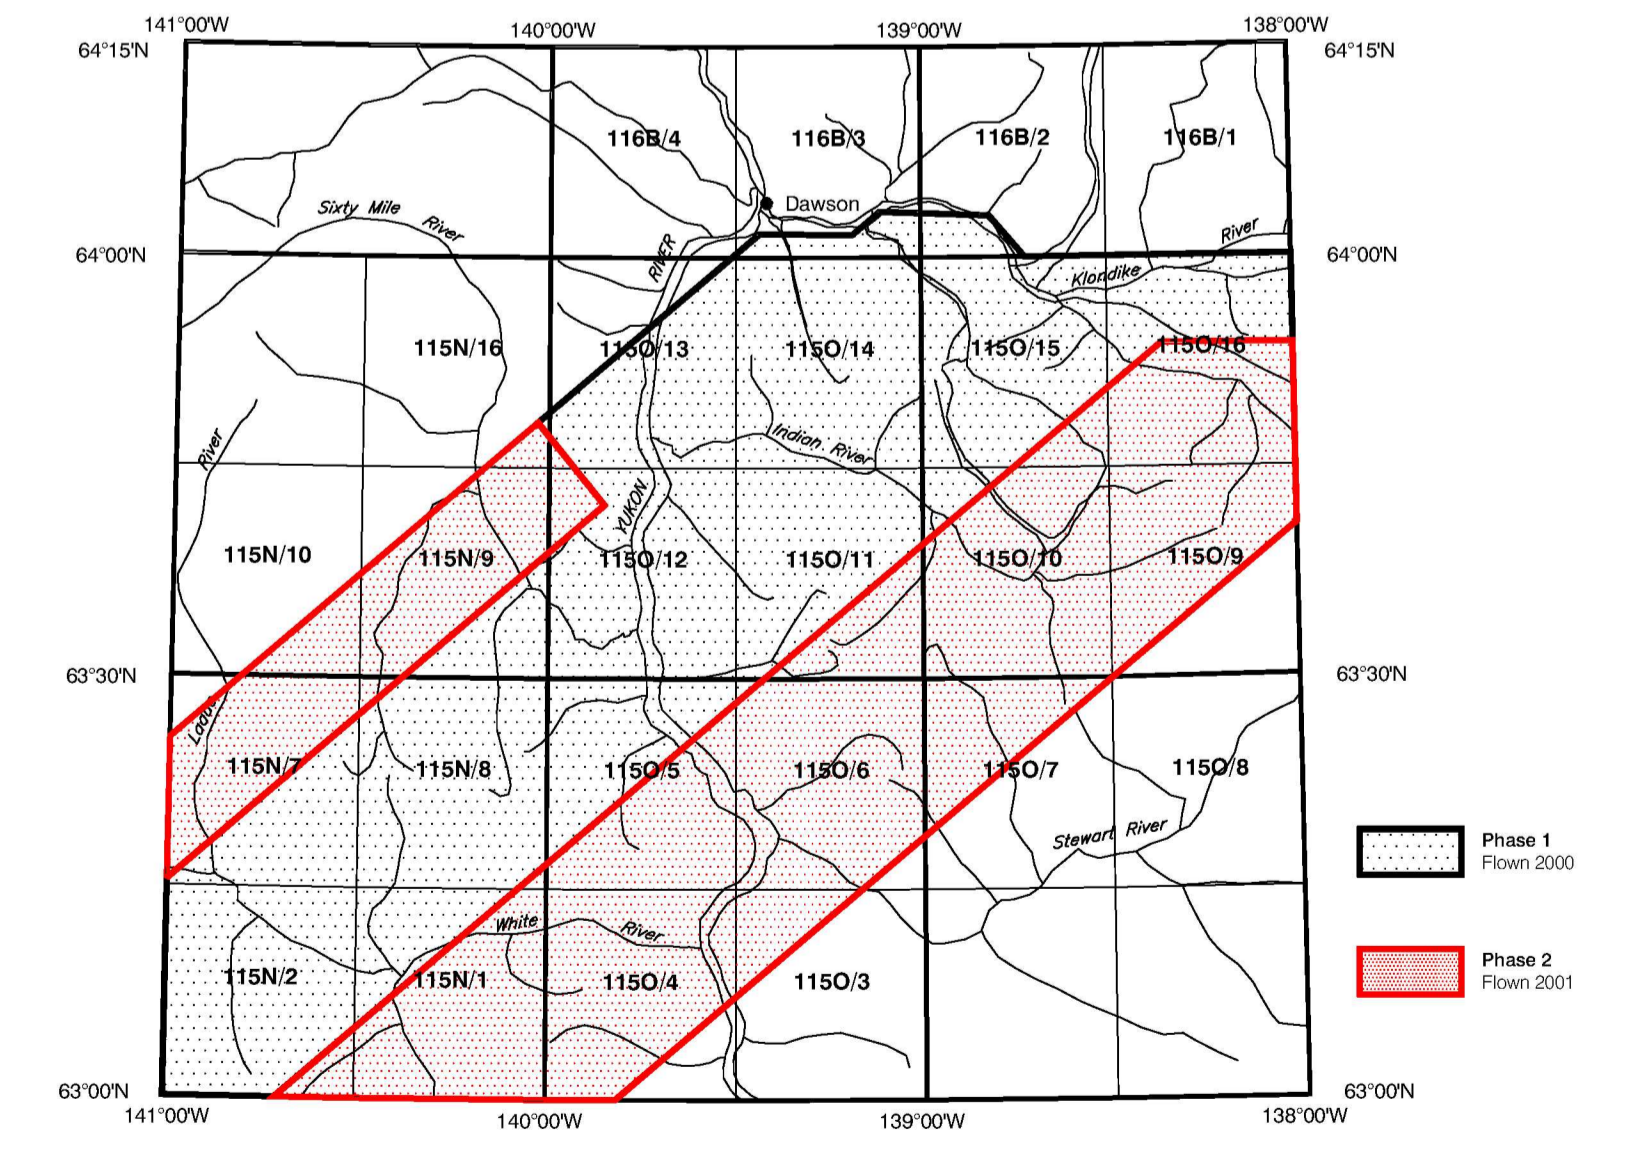 141°00'W
140°00'W
139°00'W
138°00'W
64°15'N
64°15'N
116B/4
116B/3
116B/2
116B/1
Dawson
Sixty Mile River
River
RIVER
64°00'N
64°00'N
Klondike
115N/16
115O/13
115O/14
115O/15
115O/16
River
Indian River
YUKON
115N/10
115N/9
115O/12
115O/11
115O/10
115O/9
63°30'N
63°30'N
115N/7
115N/8
115O/5
115O/6
115O/7
115O/8
Stewart River
Phase 1
Flown 2000
White River
115N/2
115N/1
115O/4
115O/3
Phase 2
Flown 2001
63°00'N
63°00'N
141°00'W
140°00'W
139°00'W
138°00'W